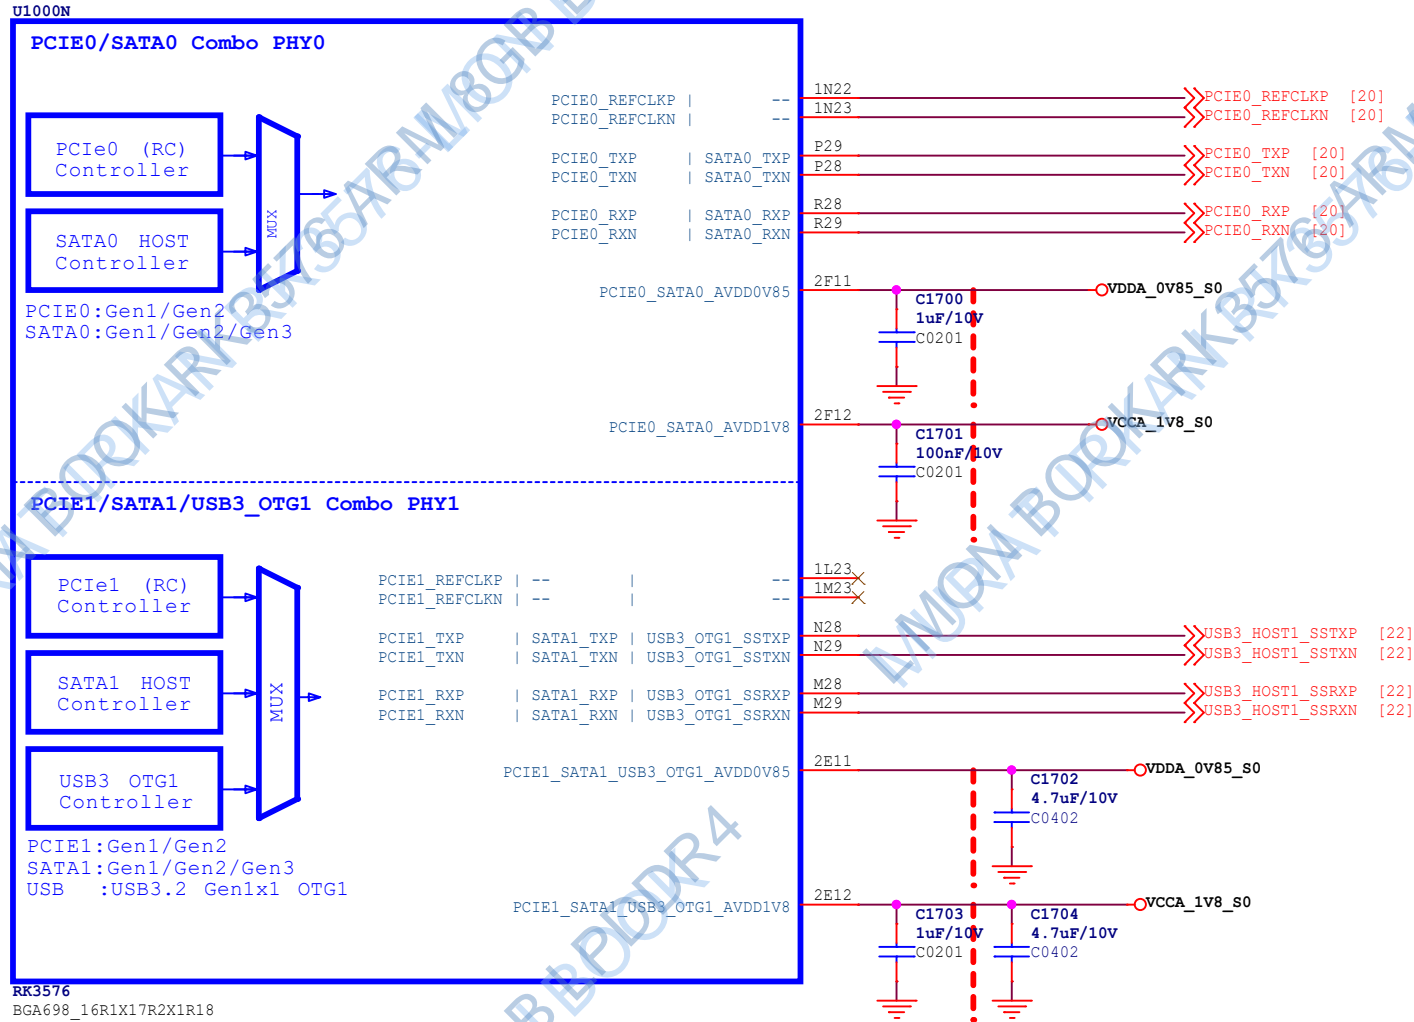 U1000N
PCIE0/SATA0 Combo PHY0
PCIe0 (RC)
Controller
SATA0 HOST
Controller
MUX
PCIE0:Gen1/Gen2
SATA0:Gen1/Gen2/Gen3
PCIE0_REFCLKP | -- 1N22 PCIE0_REFCLKP [20]
PCIE0_REFCLKN | -- 1N23 PCIE0_REFCLKN [20]
PCIE0_TXP | SATA0_TXP P29 PCIE0_TXP [20]
PCIE0_TXN | SATA0_TXN P28 PCIE0_TXN [20]
PCIE0_RXP | SATA0_RXP R28 PCIE0_RXP [20]
PCIE0_RXN | SATA0_RXN R29 PCIE0_RXN [20]
PCIE0_SATA0_AVDD0V85 2F11 VDDA_0V85_S0
C1700
1uF/10V
C0201
PCIE0_SATA0_AVDD1V8 2F12 VCCA_1V8_S0
C1701
100nF/10V
C0201
PCIE1/SATA1/USB3_OTG1 Combo PHY1
PCIe1 (RC)
Controller
SATA1 HOST
Controller
USB3 OTG1
Controller
MUX
PCIE1:Gen1/Gen2
SATA1:Gen1/Gen2/Gen3
USB :USB3.2 Gen1x1 OTG1
PCIE1_REFCLKP | -- | -- 1L23
PCIE1_REFCLKN | -- | -- 1M23
PCIE1_TXP | SATA1_TXP | USB3_OTG1_SSTXP N28 USB3_HOST1_SSTXP [22]
PCIE1_TXN | SATA1_TXN | USB3_OTG1_SSTXN N29 USB3_HOST1_SSTXN [22]
PCIE1_RXP | SATA1_RXP | USB3_OTG1_SSRXP M28 USB3_HOST1_SSRXP [22]
PCIE1_RXN | SATA1_RXN | USB3_OTG1_SSRXN M29 USB3_HOST1_SSRXN [22]
PCIE1_SATA1_USB3_OTG1_AVDD0V85 2E11 VDDA_0V85_S0
C1702
4.7uF/10V
C0402
PCIE1_SATA1_USB3_OTG1_AVDD1V8 2E12 VCCA_1V8_S0
C1703
1uF/10V
C0201
C1704
4.7uF/10V
C0402
RK3576
BGA698_16R1X17R2X1R18